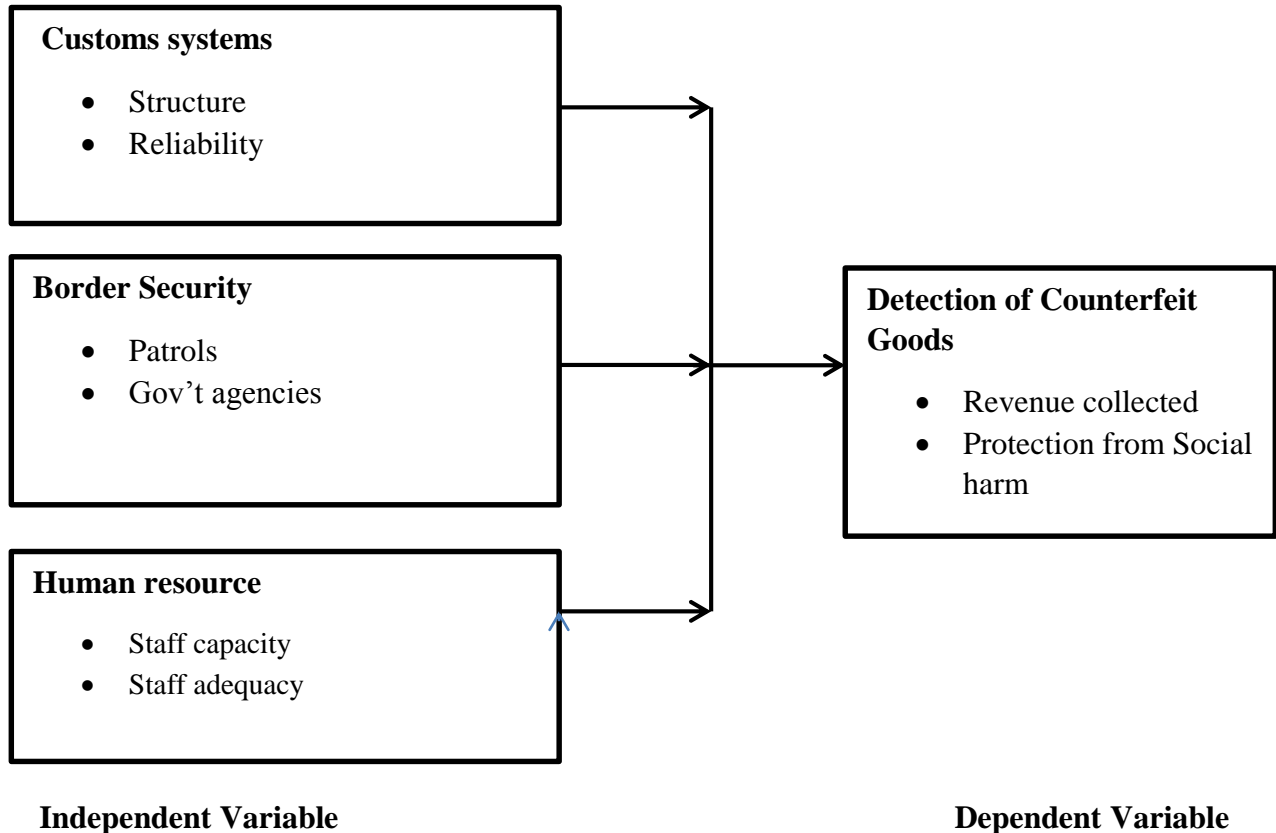 Customs systems
• Structure
• Reliability
Border Security
• Patrols
• Gov’t agencies
Human resource
• Staff capacity
• Staff adequacy
Detection of Counterfeit
Goods
• Revenue collected
• Protection from Social
harm
Independent Variable
Dependent Variable